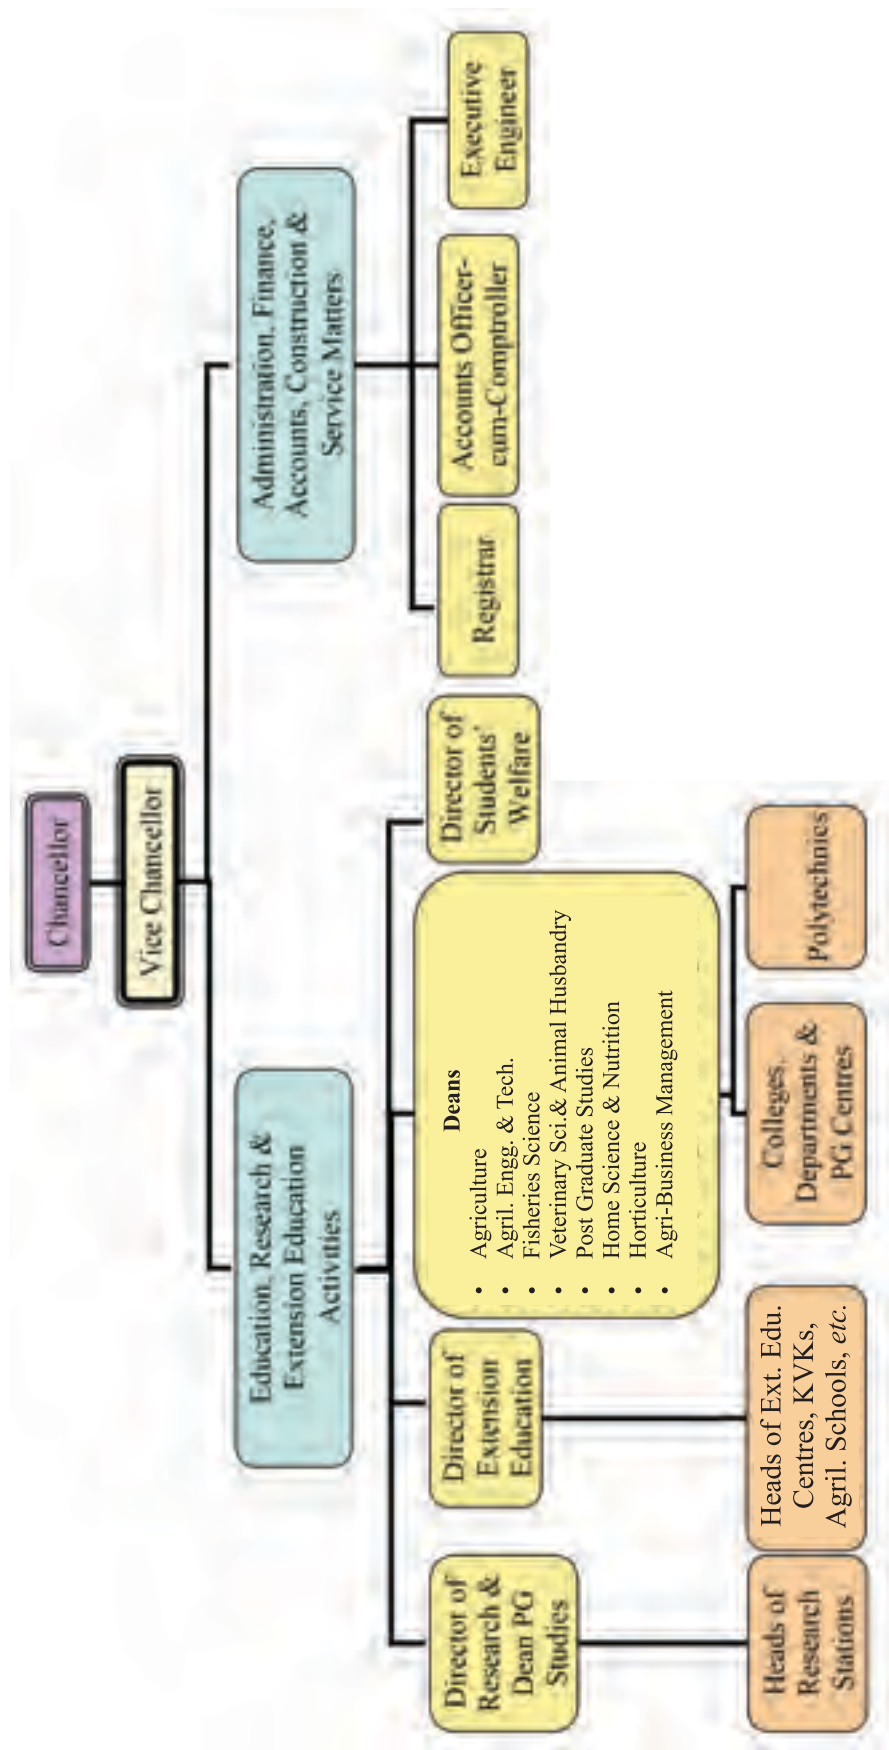 Chancellor
Vice Chancellor
Education, Research &
Extension Education
Activities
Administration, Finance,
Accounts, Construction &
Service Matters
Director of
Research &
Dean PG
Studies
Director of
Extension
Education
Deans
• Agriculture
• Agril. Engg. & Tech.
• Fisheries Science
• Veterinary Sci.& Animal Husbandry
• Post Graduate Studies
• Home Science & Nutrition
• Horticulture
• Agri-Business Management
Director of
Students'
Welfare
Registrar
Accounts Officer-
cum-Comptroller
Executive
Engineer
Heads of
Research
Stations
Heads of Ext. Edu.
Centres, KVKs,
Agril. Schools, etc.
Colleges,
Departments &
PG Centres
Polytechnics